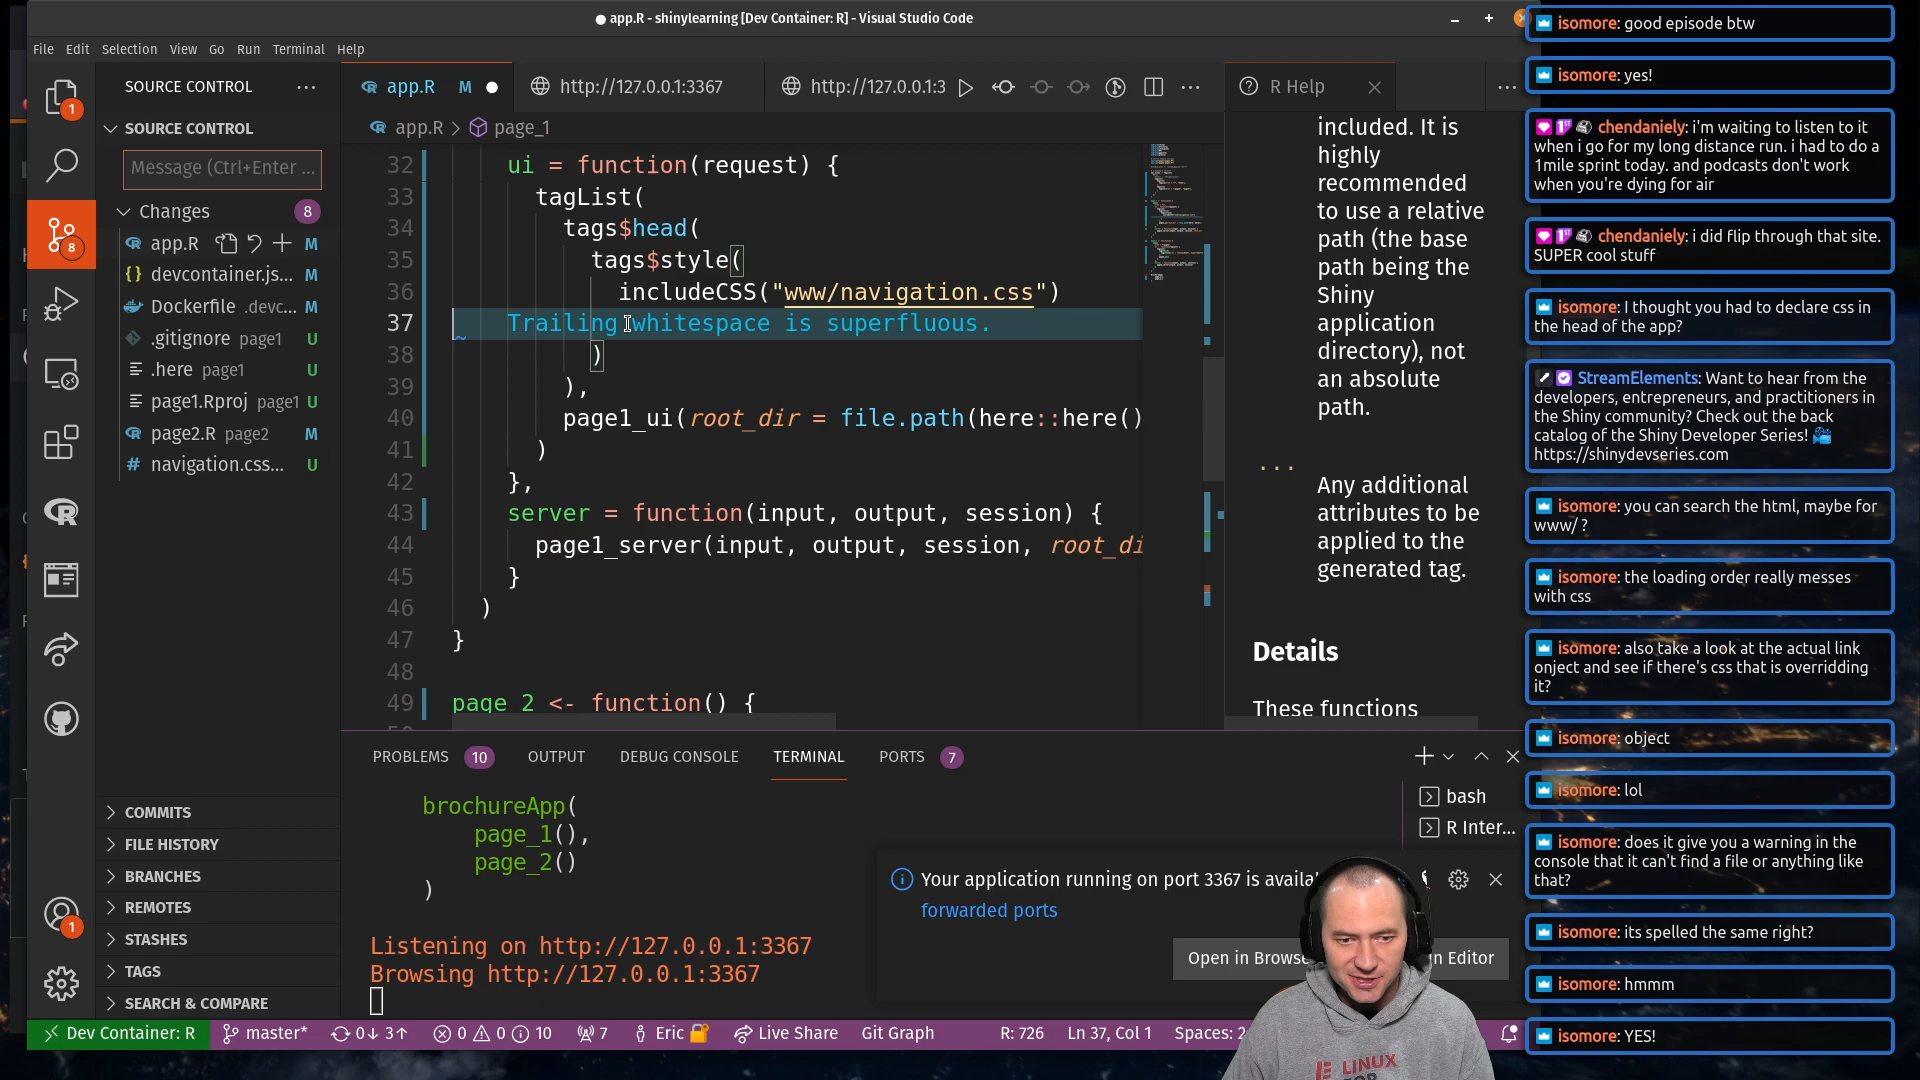 ● app.R - shinylearning [Dev Container: R] - Visual Studio Code
File Edit Selection View Go Run Terminal Help
SOURCE CONTROL
SOURCE CONTROL
Message (Ctrl+Enter ...
Changes 8
app.R M
devcontainer.js... M
Dockerfile .devc... M
.gitignore page1 U
.here page1 U
page1.Rproj page1 U
page2.R page2 M
navigation.css... U
COMMITS
FILE HISTORY
BRANCHES
REMOTES
STASHES
TAGS
SEARCH & COMPARE
1
8
1
app.R M ● http://127.0.0.1:3367 http://127.0.0.1:3
app.R > page_1
32 ui = function(request) {
33 tagList(
34 tags$head(
35 tags$style(
36 includeCSS("www/navigation.css")
37 Trailing whitespace is superfluous.
38 )
39 ),
40 page1_ui(root_dir = file.path(here::here()
41 )
42 },
43 server = function(input, output, session) {
44 page1_server(input, output, session, root_di
45 }
46 )
47 }
48
49 page_2 <- function() {
R Help
included. It is
highly
recommended
to use a relative
path (the base
path being the
Shiny
application
directory), not
an absolute
path.
...
Any additional
attributes to be
applied to the
generated tag.
Details
These functions
PROBLEMS 10 OUTPUT DEBUG CONSOLE TERMINAL PORTS 7
brochureApp(
page_1(),
page_2()
)
Listening on http://127.0.0.1:3367
Browsing http://127.0.0.1:3367
bash
R Inter...
Your application running on port 3367 is availa
forwarded ports
Open in Browse
n Editor
Dev Container: R master* 0↓ 3↑ 0 0 10 7 Eric Live Share Git Graph R: 726 Ln 37, Col 1 Spaces: 2
LINUX
FOR
isomore: good episode btw
isomore: yes!
chendaniely: i'm waiting to listen to it
when i go for my long distance run. i had to do a
1mile sprint today. and podcasts don't work
when you're dying for air
chendaniely: i did flip through that site.
SUPER cool stuff
isomore: I thought you had to declare css in
the head of the app?
StreamElements: Want to hear from the
developers, entrepreneurs, and practitioners in
the Shiny community? Check out the back
catalog of the Shiny Developer Series!
https://shinydevseries.com
isomore: you can search the html, maybe for
www/ ?
isomore: the loading order really messes
with css
isomore: also take a look at the actual link
onject and see if there's css that is overridding
it?
isomore: object
isomore: lol
isomore: does it give you a warning in the
console that it can't find a file or anything like
that?
isomore: its spelled the same right?
isomore: hmmm
isomore: YES!